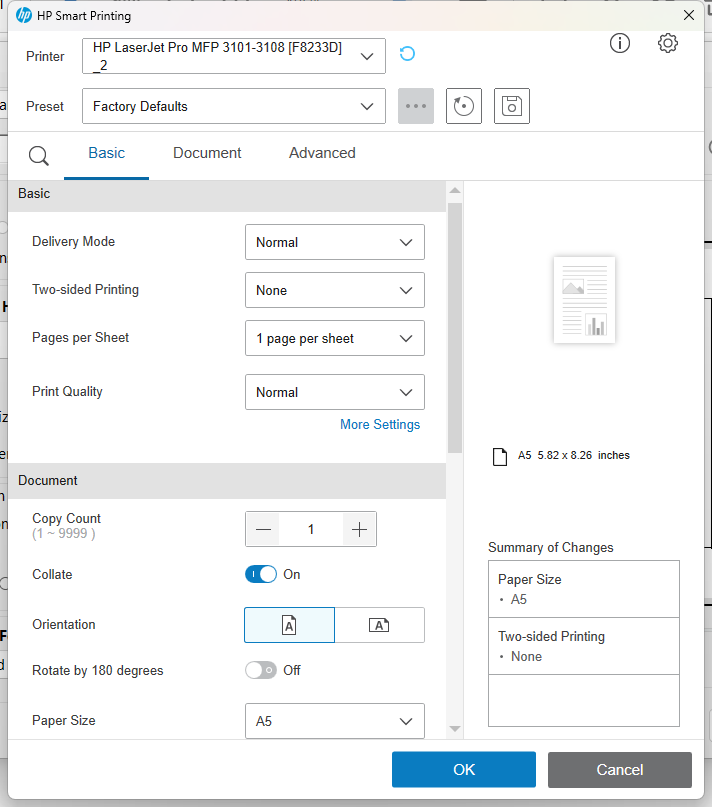 HP Smart Printing
Printer
HP LaserJet Pro MFP 3101-3108 [F8233D]
_2
Preset
Factory Defaults
Basic
Document
Advanced
Basic
Delivery Mode
Normal
Two-sided Printing
None
Pages per Sheet
1 page per sheet
Print Quality
Normal
More Settings
Document
Copy Count
(1 ~ 9999 )
1
Collate
On
Orientation
A
A
Rotate by 180 degrees
Off
Paper Size
A5
A5 5.82 x 8.26 inches
Summary of Changes
Paper Size
• A5
Two-sided Printing
• None
OK
Cancel